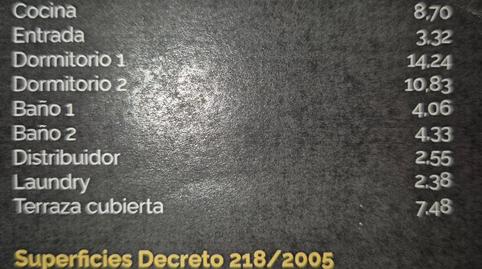 Cocina 8,70
Entrada 3,32
Dormitorio 1 14,24
Dormitorio 2 10,83
Baño 1 4,06
Baño 2 4,33
Distribuidor 2,55
Laundry 2,38
Terraza cubierta 7,48
Superficies Decreto 218/2005